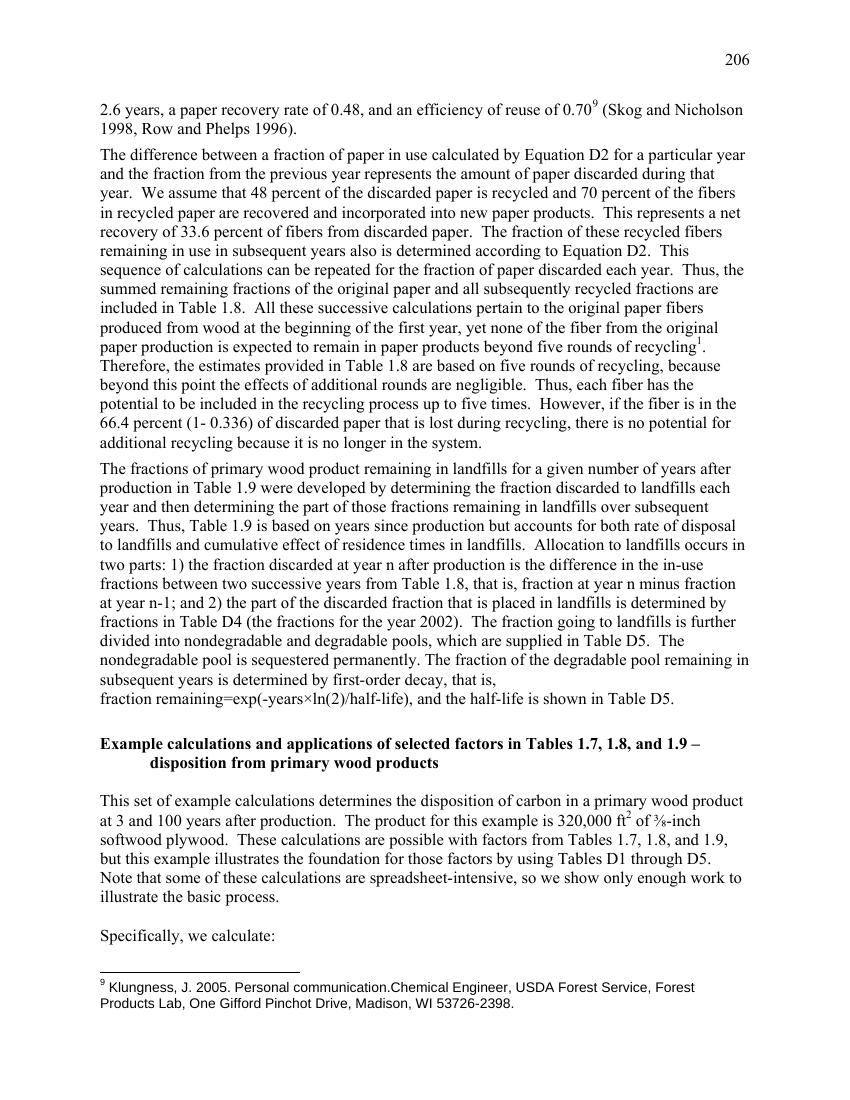 206
2.6 years, a paper recovery rate of 0.48, and an efficiency of reuse of 0.70⁹ (Skog and Nicholson
1998, Row and Phelps 1996).
The difference between a fraction of paper in use calculated by Equation D2 for a particular year
and the fraction from the previous year represents the amount of paper discarded during that
year.  We assume that 48 percent of the discarded paper is recycled and 70 percent of the fibers
in recycled paper are recovered and incorporated into new paper products.  This represents a net
recovery of 33.6 percent of fibers from discarded paper.  The fraction of these recycled fibers
remaining in use in subsequent years also is determined according to Equation D2.  This
sequence of calculations can be repeated for the fraction of paper discarded each year.  Thus, the
summed remaining fractions of the original paper and all subsequently recycled fractions are
included in Table 1.8.  All these successive calculations pertain to the original paper fibers
produced from wood at the beginning of the first year, yet none of the fiber from the original
paper production is expected to remain in paper products beyond five rounds of recycling¹.
Therefore, the estimates provided in Table 1.8 are based on five rounds of recycling, because
beyond this point the effects of additional rounds are negligible.  Thus, each fiber has the
potential to be included in the recycling process up to five times.  However, if the fiber is in the
66.4 percent (1- 0.336) of discarded paper that is lost during recycling, there is no potential for
additional recycling because it is no longer in the system.
The fractions of primary wood product remaining in landfills for a given number of years after
production in Table 1.9 were developed by determining the fraction discarded to landfills each
year and then determining the part of those fractions remaining in landfills over subsequent
years.  Thus, Table 1.9 is based on years since production but accounts for both rate of disposal
to landfills and cumulative effect of residence times in landfills.  Allocation to landfills occurs in
two parts: 1) the fraction discarded at year n after production is the difference in the in-use
fractions between two successive years from Table 1.8, that is, fraction at year n minus fraction
at year n-1; and 2) the part of the discarded fraction that is placed in landfills is determined by
fractions in Table D4 (the fractions for the year 2002).  The fraction going to landfills is further
divided into nondegradable and degradable pools, which are supplied in Table D5.  The
nondegradable pool is sequestered permanently. The fraction of the degradable pool remaining in
subsequent years is determined by first-order decay, that is,
fraction remaining=exp(-years×ln(2)/half-life), and the half-life is shown in Table D5.
Example calculations and applications of selected factors in Tables 1.7, 1.8, and 1.9 –
disposition from primary wood products
This set of example calculations determines the disposition of carbon in a primary wood product
at 3 and 100 years after production.  The product for this example is 320,000 ft² of ⅜-inch
softwood plywood.  These calculations are possible with factors from Tables 1.7, 1.8, and 1.9,
but this example illustrates the foundation for those factors by using Tables D1 through D5.
Note that some of these calculations are spreadsheet-intensive, so we show only enough work to
illustrate the basic process.
Specifically, we calculate:
⁹ Klungness, J. 2005. Personal communication.Chemical Engineer, USDA Forest Service, Forest
Products Lab, One Gifford Pinchot Drive, Madison, WI 53726-2398.